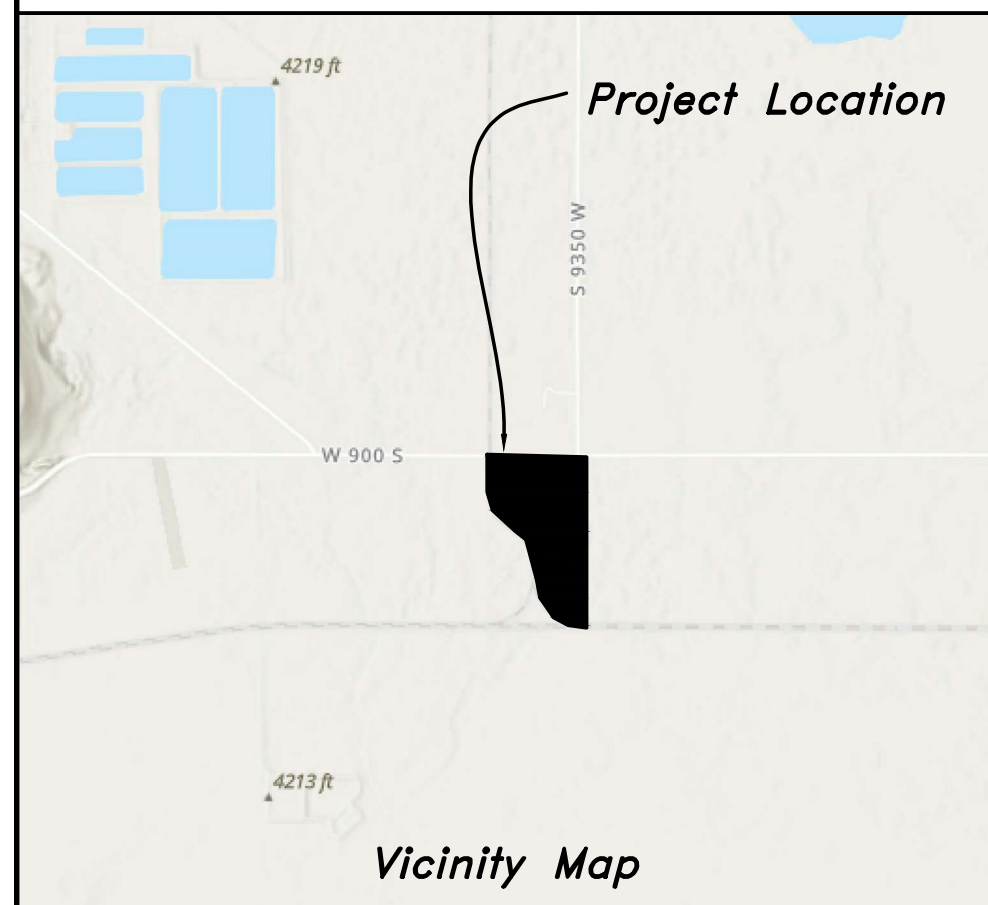 4219 ft
Project Location
S 9350 W
W 900 S
4213 ft
Vicinity Map